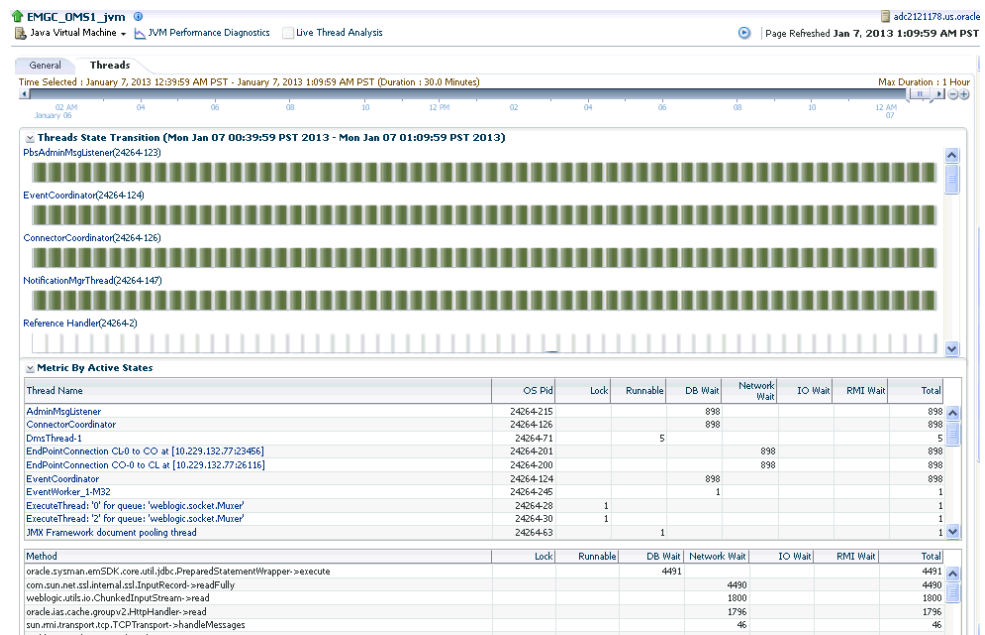 EMGC_OMS1_jvm adc2121178.us.oracle
Java Virtual Machine JVM Performance Diagnostics Live Thread Analysis Page Refreshed Jan 7, 2013 1:09:59 AM PST
General Threads
Time Selected : January 7, 2013 12:39:59 AM PST - January 7, 2013 1:09:59 AM PST (Duration : 30.0 Minutes) Max Duration : 1 Hour
02 AM 04 06 08 10 12 PM 02 04 06 08 10 12 AM
January 06 07
Threads State Transition (Mon Jan 07 00:39:59 PST 2013 - Mon Jan 07 01:09:59 PST 2013)
PbsAdminMsgListener(24264-123)
EventCoordinator(24264-124)
ConnectorCoordinator(24264-126)
NotificationMgrThread(24264-147)
Reference Handler(24264-2)
Metric By Active States
Thread Name OS Pid Lock Runnable DB Wait Network Wait IO Wait RMI Wait Total
AdminMsgListener 24264-215 898 898
ConnectorCoordinator 24264-126 898 898
DmsThread-1 24264-71 5 5
EndPointConnection CL-0 to CO at [10.229.132.77:23456] 24264-201 898 898
EndPointConnection CO-0 to CL at [10.229.132.77:26116] 24264-200 898 898
EventCoordinator 24264-124 898 898
EventWorker_1-M32 24264-245 1 1
ExecuteThread: '0' for queue: 'weblogic.socket.Muxer' 24264-28 1 1
ExecuteThread: '2' for queue: 'weblogic.socket.Muxer' 24264-30 1 1
JMX Framework document pooling thread 24264-63 1 1
Method Lock Runnable DB Wait Network Wait IO Wait RMI Wait Total
oracle.sysman.emSDK.core.util.jdbc.PreparedStatementWrapper->execute 4491 4491
com.sun.net.ssl.internal.ssl.InputRecord->readFully 4490 4490
weblogic.utils.io.ChunkedInputStream->read 1800 1800
oracle.ias.cache.groupv2.HttpHandler->read 1796 1796
sun.rmi.transport.tcp.TCPTransport->handleMessages 46 46